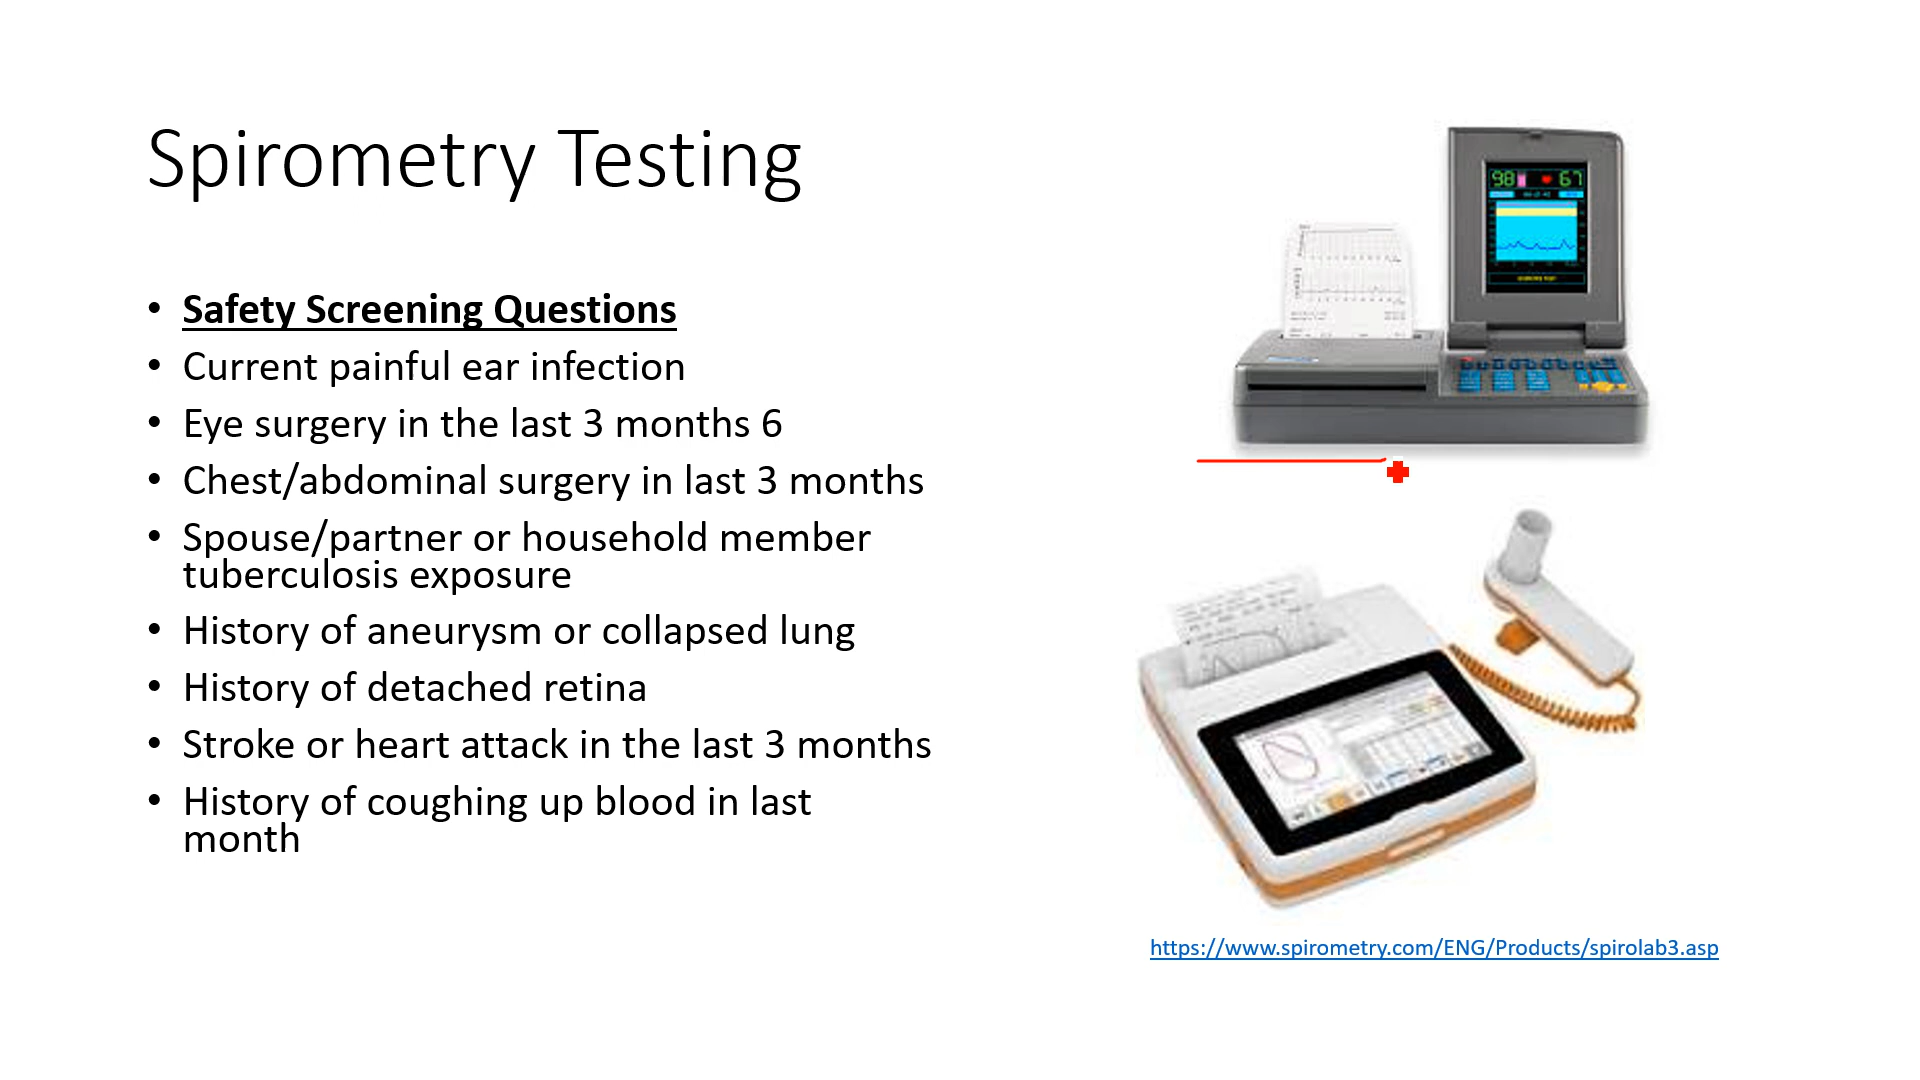 Spirometry Testing
• Safety Screening Questions
• Current painful ear infection
• Eye surgery in the last 3 months 6
• Chest/abdominal surgery in last 3 months
• Spouse/partner or household member
tuberculosis exposure
• History of aneurysm or collapsed lung
• History of detached retina
• Stroke or heart attack in the last 3 months
• History of coughing up blood in last
month
98 67
https://www.spirometry.com/ENG/Products/spirolab3.asp